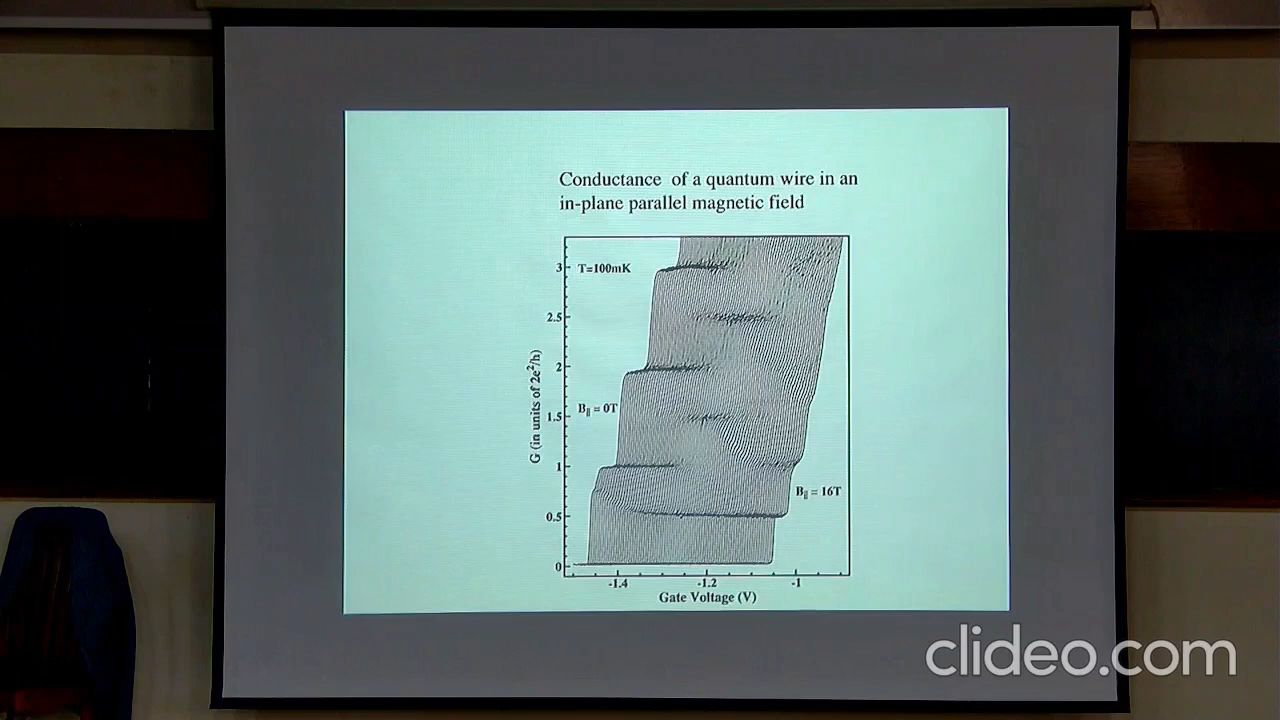 Conductance of a quantum wire in an
in-plane parallel magnetic field
T=100mK
3
2.5
2
1.5
1
0.5
0
G (in units of 2e²/h)
B|| = 0T
B|| = 16T
-1.4
-1.2
-1
Gate Voltage (V)
clideo.com